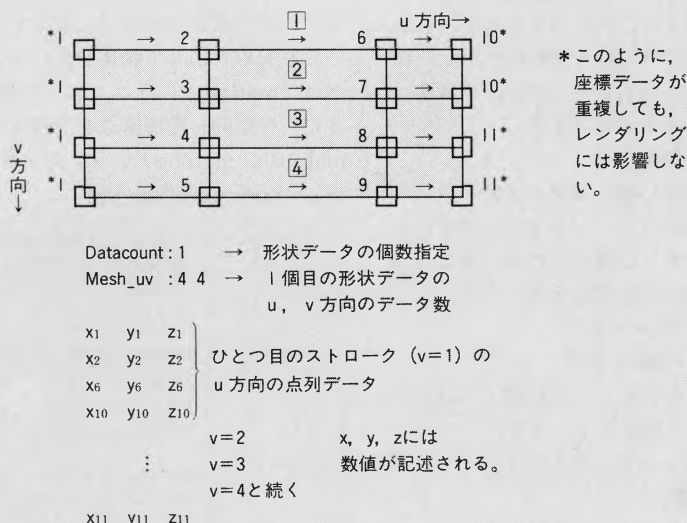 u 方向→
*1 → 2 → 1 → 6 → 10*
*1 → 3 → 2 → 7 → 10*
*1 → 4 → 3 → 8 → 11*
*1 → 5 → 4 → 9 → 11*
v方向↓
*このように,
座標データが
重複しても,
レンダリング
には影響しな
い。
Datacount : 1 → 形状データの個数指定
Mesh_uv : 4 4 → 1個目の形状データの
u, v方向のデータ数
x1 y1 z1
x2 y2 z2
x6 y6 z6
x10 y10 z10
ひとつ目のストローク (v=1) の
u方向の点列データ
v=2
⋮ v=3
v=4と続く
x, y, zには
数値が記述される。
x11 y11 z11